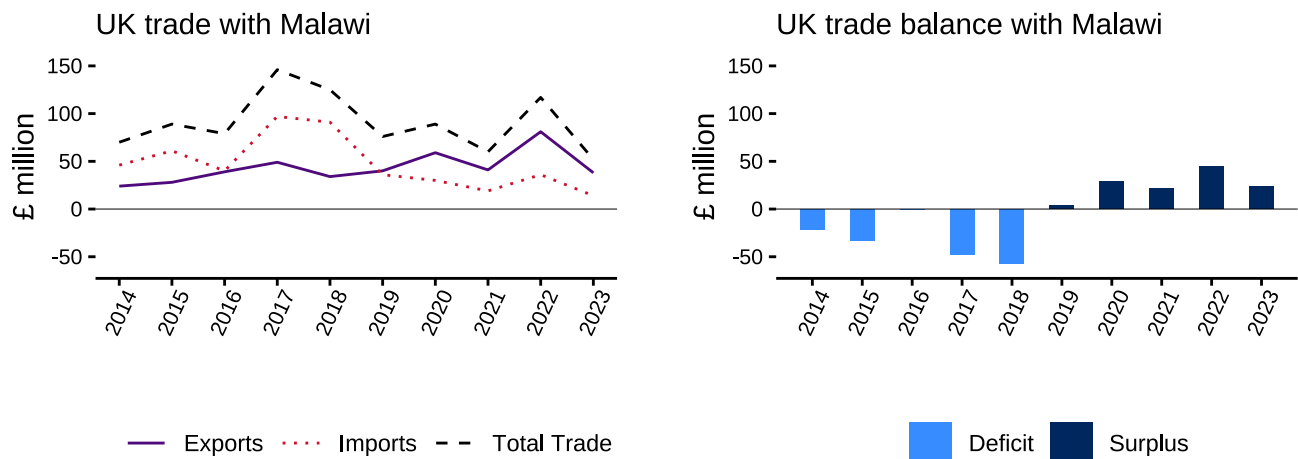 UK trade with Malawi
£ million
150
100
50
0
-50
2014 2015 2016 2017 2018 2019 2020 2021 2022 2023
Exports Imports Total Trade
UK trade balance with Malawi
£ million
150
100
50
0
-50
2014 2015 2016 2017 2018 2019 2020 2021 2022 2023
Deficit Surplus